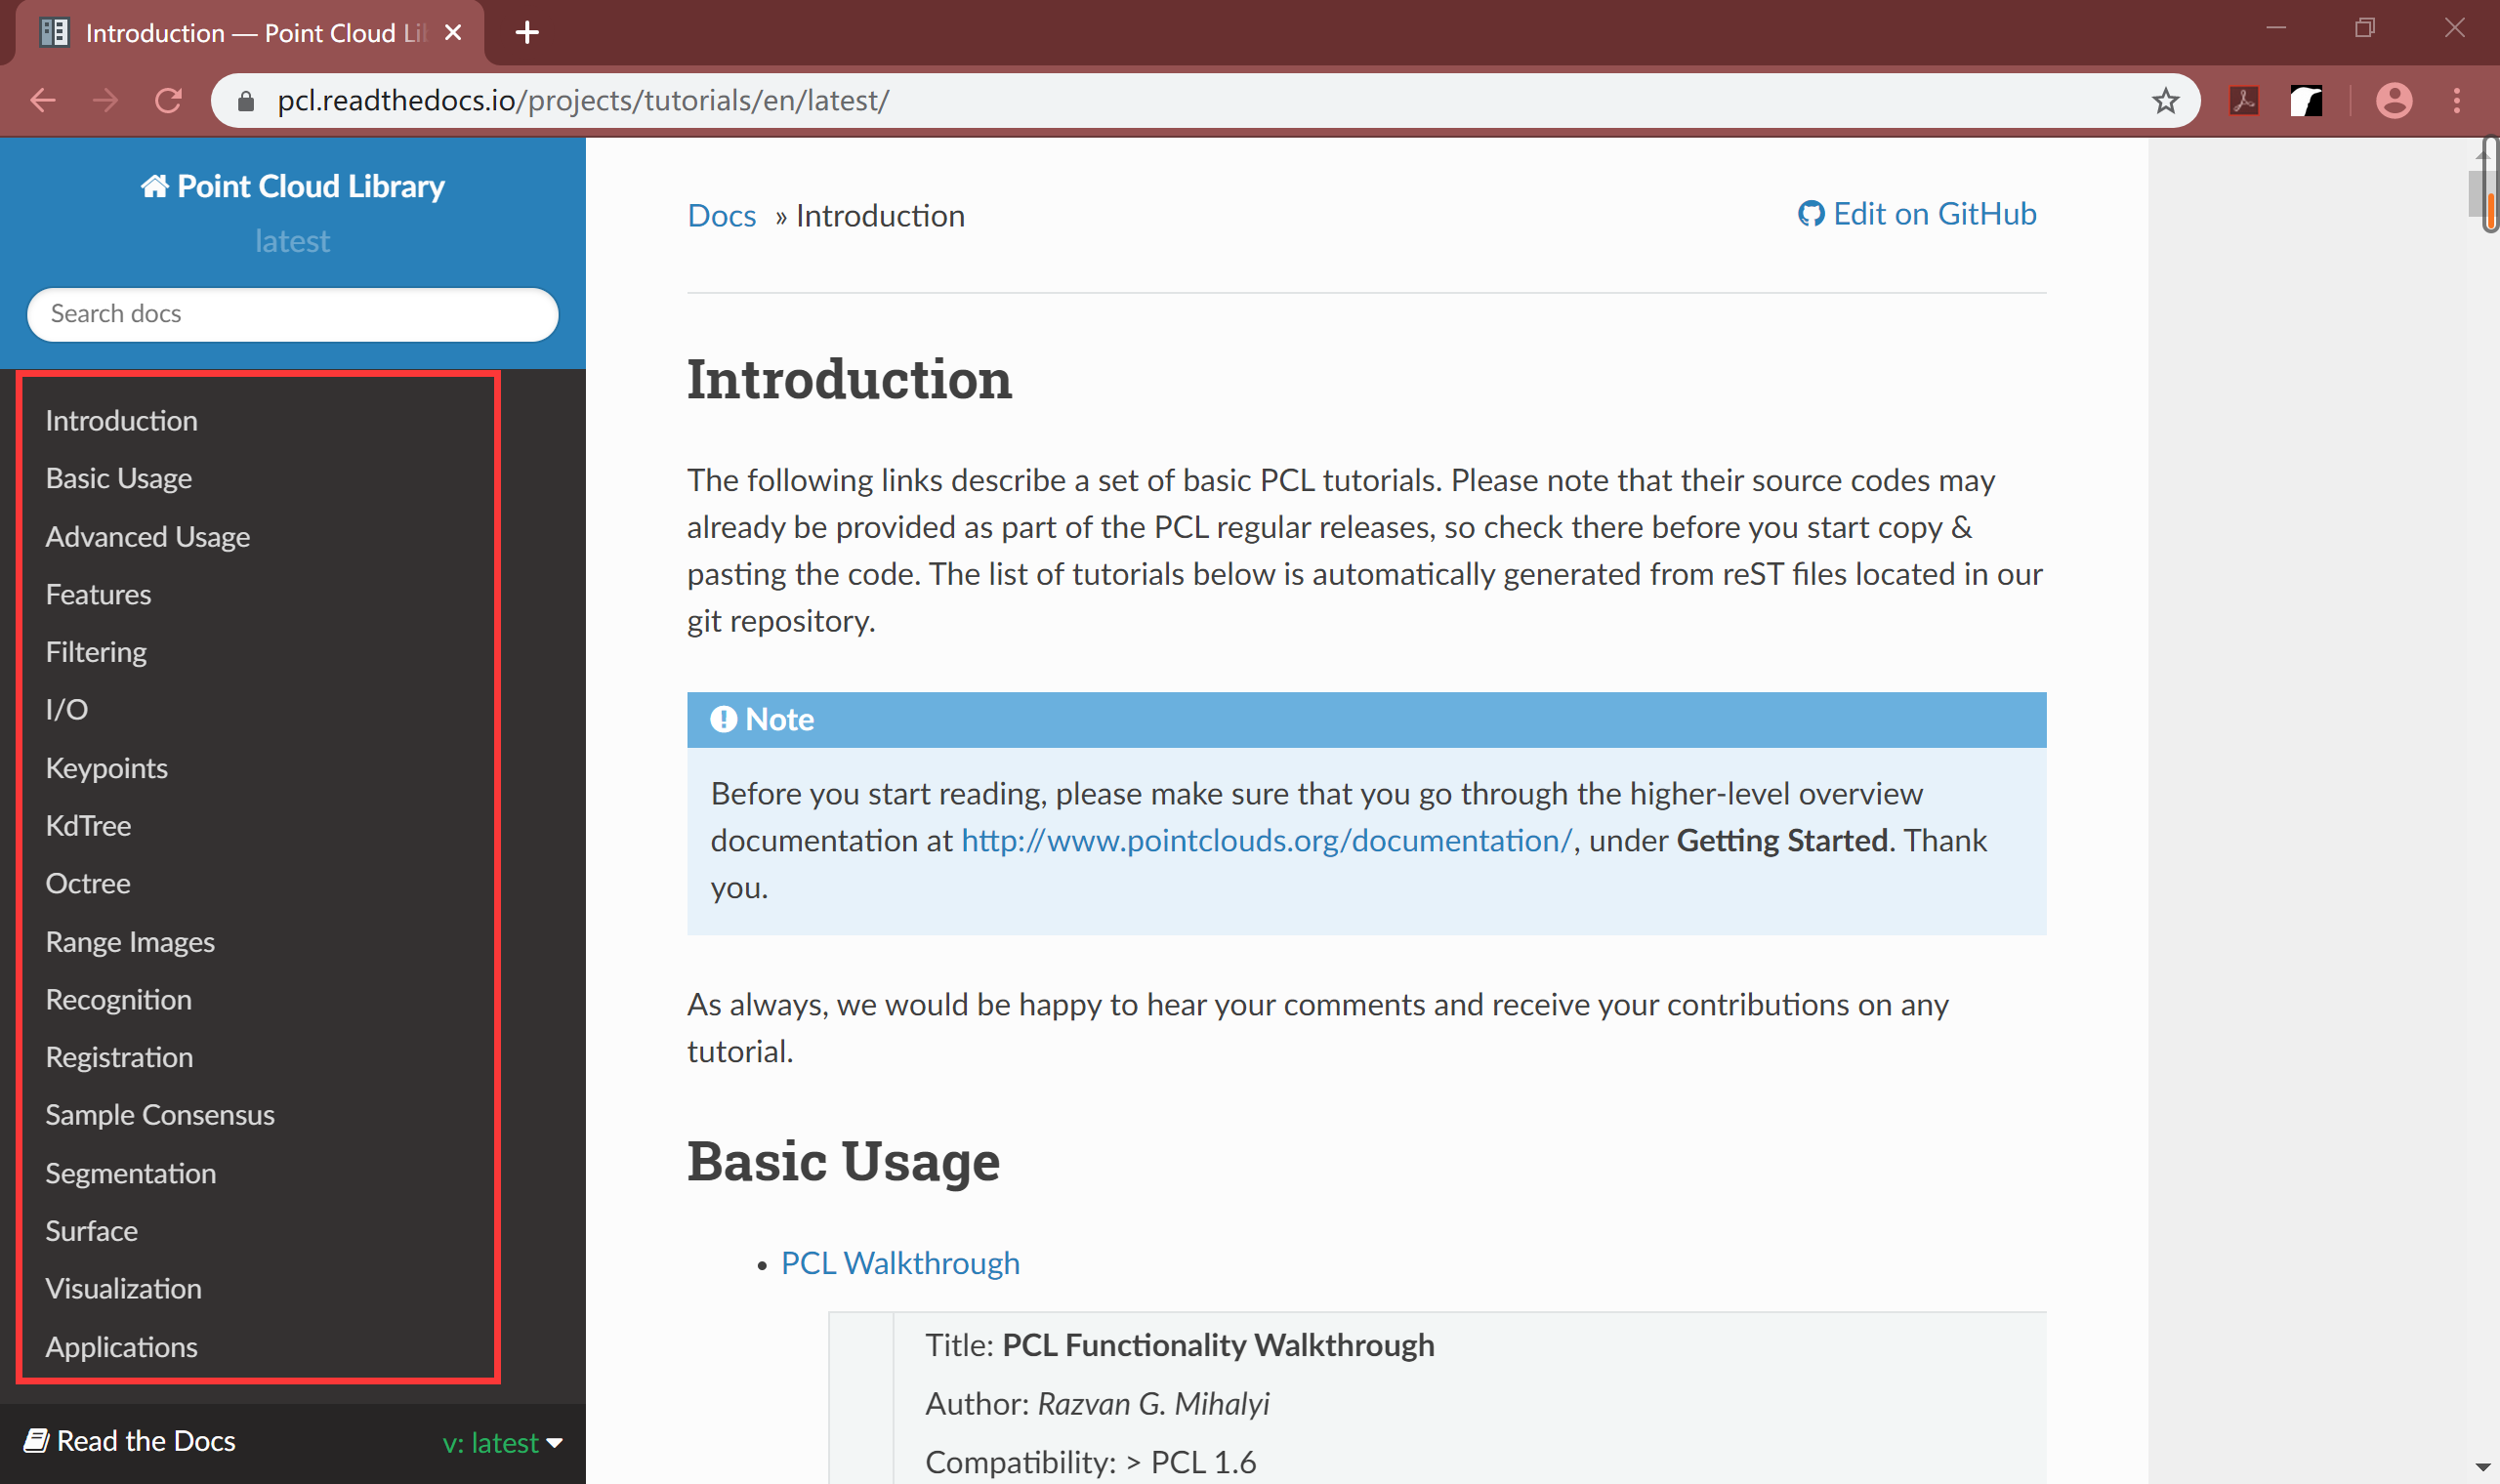 Introduction — Point Cloud Li
pcl.readthedocs.io/projects/tutorials/en/latest/
Point Cloud Library
latest
Search docs
Introduction
Basic Usage
Advanced Usage
Features
Filtering
I/O
Keypoints
KdTree
Octree
Range Images
Recognition
Registration
Sample Consensus
Segmentation
Surface
Visualization
Applications
Read the Docs
v: latest
Docs » Introduction
Edit on GitHub
Introduction
The following links describe a set of basic PCL tutorials. Please note that their source codes may
already be provided as part of the PCL regular releases, so check there before you start copy &
pasting the code. The list of tutorials below is automatically generated from reST files located in our
git repository.
Note
Before you start reading, please make sure that you go through the higher-level overview
documentation at http://www.pointclouds.org/documentation/, under Getting Started. Thank
you.
As always, we would be happy to hear your comments and receive your contributions on any
tutorial.
Basic Usage
• PCL Walkthrough
Title: PCL Functionality Walkthrough
Author: Razvan G. Mihalyi
Compatibility: > PCL 1.6